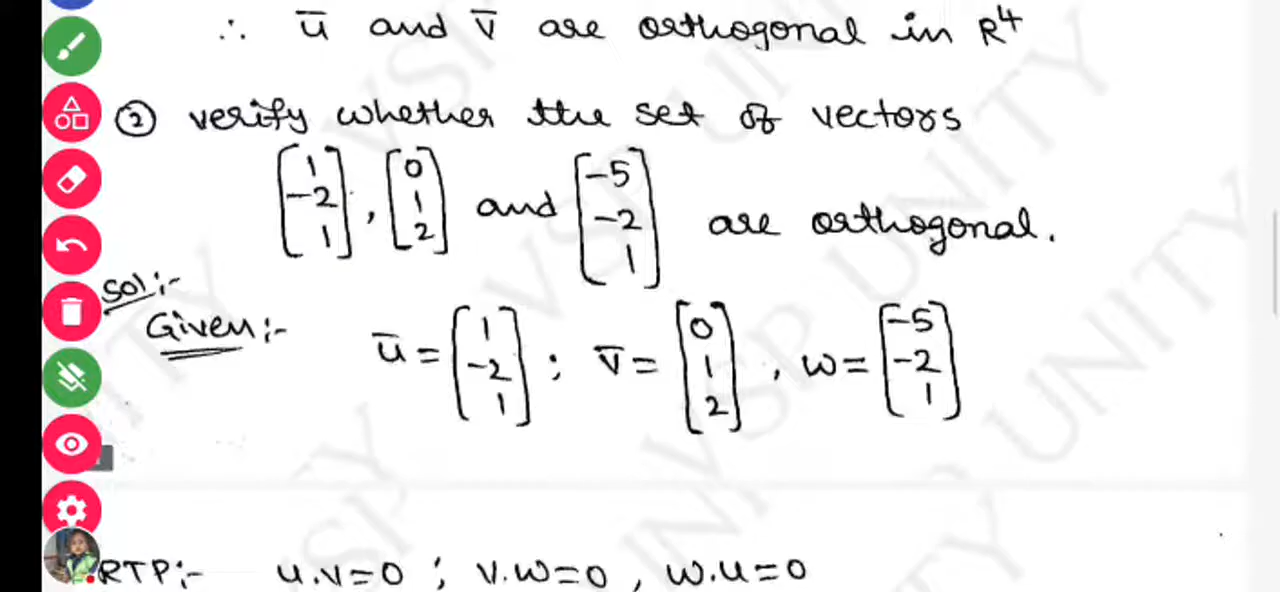 ∴ ū and v̄ are orthogonal in R⁴
② verify whether the set of vectors
[1 -2 1], [0 1 2] and [-5 -2 1] are orthogonal.
Sol:-
Given:- ū = [1 -2 1] ; v̄ = [0 1 2] , w = [-5 -2 1]
RTP:- u.v=0 ; v.w=0 , w.u=0
VSP UNITY